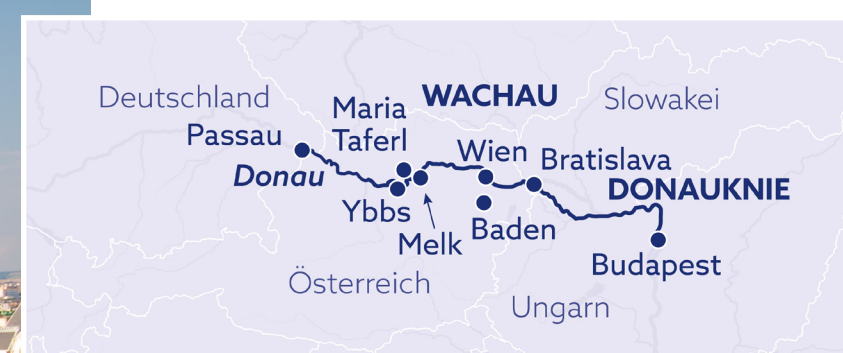 Deutschland
WACHAU
Slowakei
Maria
Taferl
Passau
Wien
Bratislava
Donau
DONAUKNIE
Ybbs
Melk
Baden
Budapest
Österreich
Ungarn